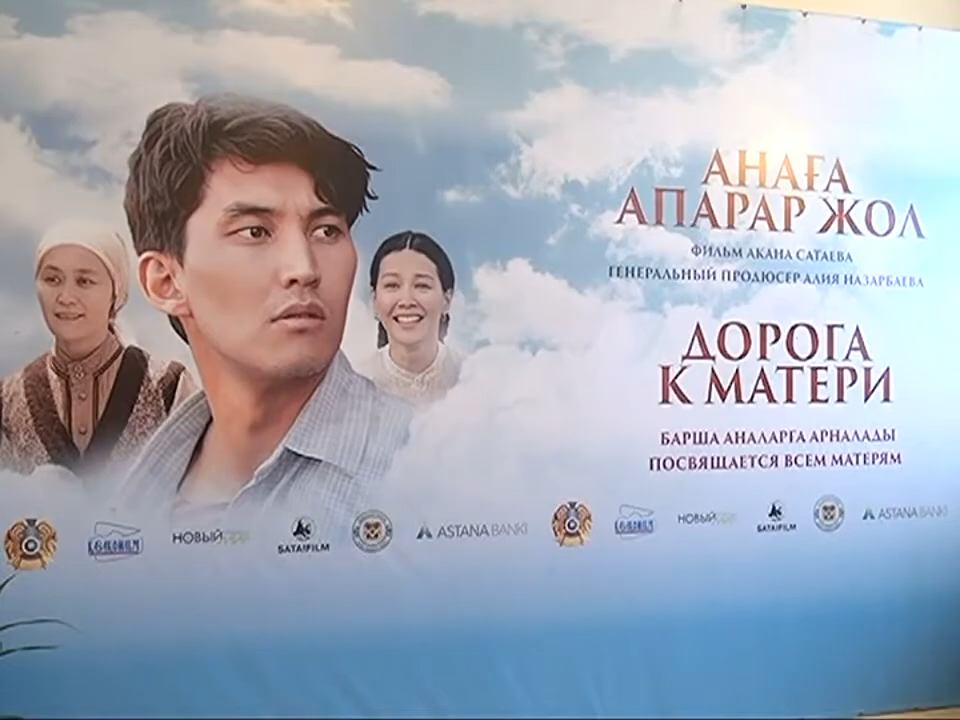 АНАҒА
АПАРАР ЖОЛ
ФИЛЬМ АКАНА САТАЕВА
ГЕНЕРАЛЬНЫЙ ПРОДЮСЕР АЛИЯ НАЗАРБАЕВА
ДОРОГА
К МАТЕРИ
БАРША АНАЛАРҒА АРНАЛАДЫ
ПОСВЯЩАЕТСЯ ВСЕМ МАТЕРЯМ
НОВЫЙ SATAIFILM ASTANA BANKI НОВЫЙ SATAIFILM ASTANA BANKI